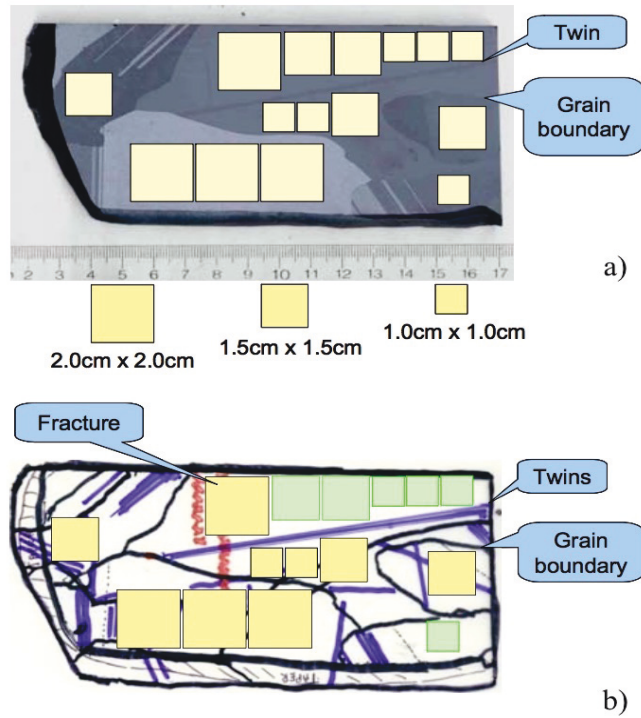 Twin
Grain
boundary
1 2 3 4 5 6 7 8 9 10 11 12 13 14 15 16 17
a)
2.0cm x 2.0cm
1.5cm x 1.5cm
1.0cm x 1.0cm
Fracture
Twins
Grain
boundary
TAPER
b)